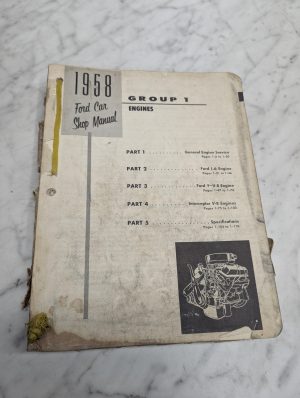 1958
Ford Car
Shop Manual
GROUP 1
ENGINES
PART 1 . . . . . . . . . . General Engine Service
PART 2 . . . . . . . . . . Ford I-6 Engine
PART 3 . . . . . . . . . . Ford Y-V-8 Engine
PART 4 . . . . . . . . . . Interceptor V-8 Engines
PART 5 . . . . . . . . . . Specifications